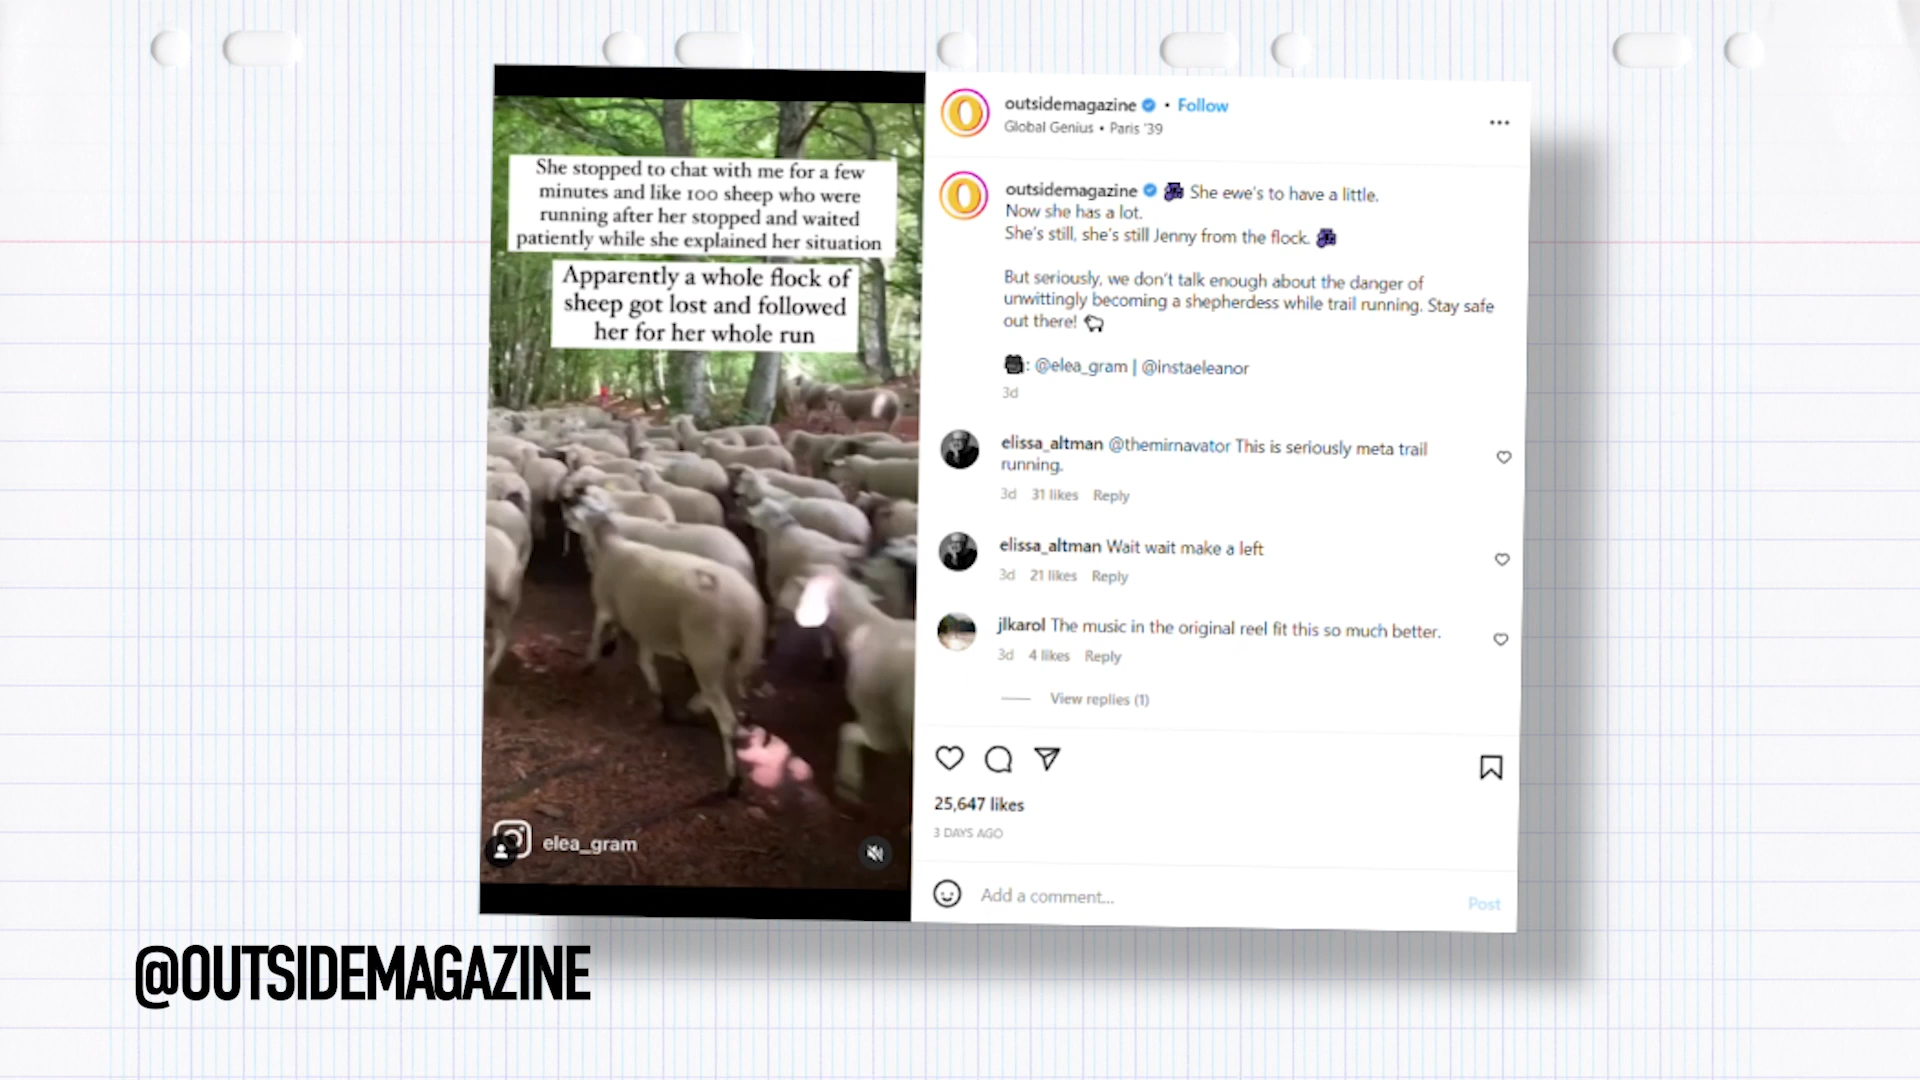 She stopped to chat with me for a few
minutes and like 100 sheep who were
running after her stopped and waited
patiently while she explained her situation
Apparently a whole flock of
sheep got lost and followed
her for her whole run
elea_gram
outsidemagazine • Follow
Global Genius • Paris '39
outsidemagazine She ewe's to have a little.
Now she has a lot.
She's still, she's still Jenny from the flock.
But seriously, we don't talk enough about the danger of
unwittingly becoming a shepherdess while trail running. Stay safe
out there!
: @elea_gram | @instaeleanor
3d
elissa_altman @themirnavator This is seriously meta trail
running.
3d 31 likes Reply
elissa_altman Wait wait make a left
3d 21 likes Reply
jlkarol The music in the original reel fit this so much better.
3d 4 likes Reply
View replies (1)
25,647 likes
3 DAYS AGO
Add a comment...
Post
@OUTSIDEMAGAZINE